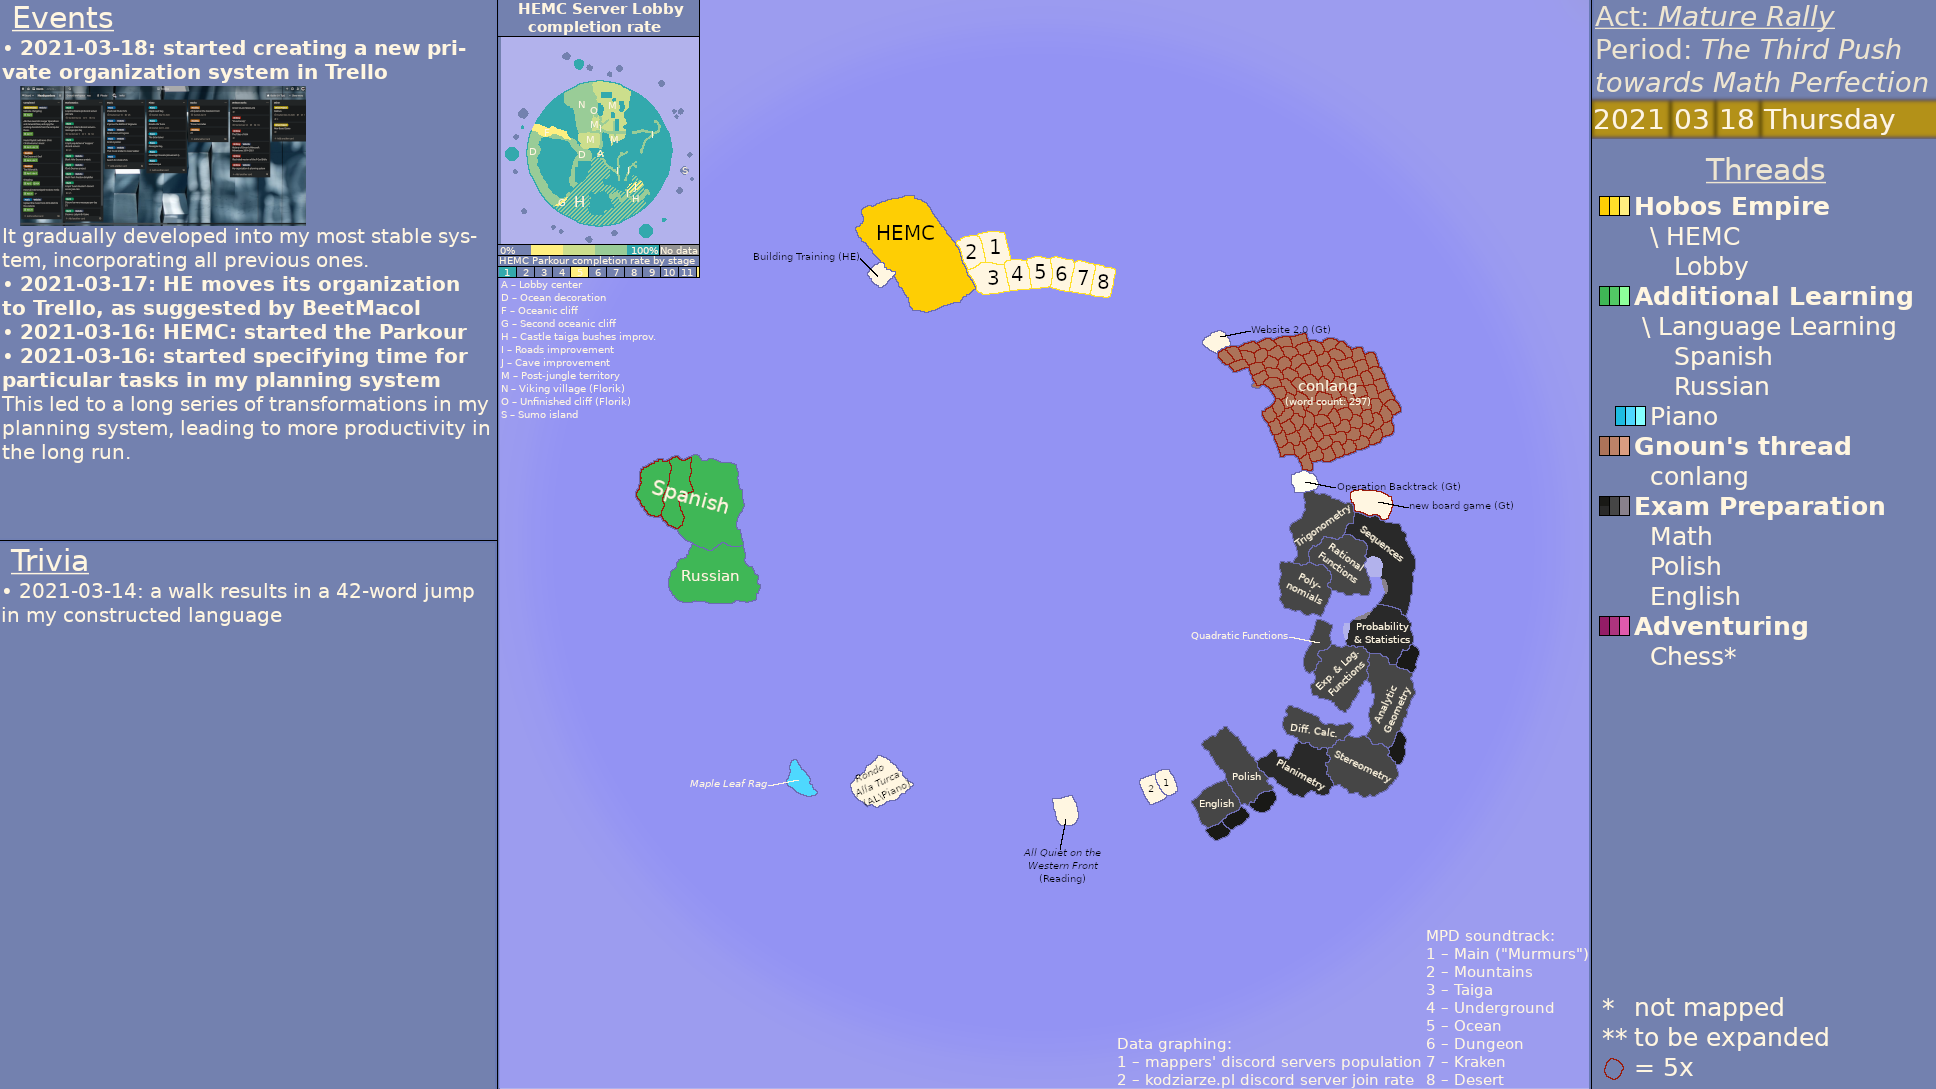 Events
• 2021-03-18: started creating a new pri-
vate organization system in Trello
It gradually developed into my most stable sys-
tem, incorporating all previous ones.
• 2021-03-17: HE moves its organization
to Trello, as suggested by BeetMacol
• 2021-03-16: HEMC: started the Parkour
• 2021-03-16: started specifying time for
particular tasks in my planning system
This led to a long series of transformations in my
planning system, leading to more productivity in
the long run.
Trivia
• 2021-03-14: a walk results in a 42-word jump
in my constructed language
HEMC Server Lobby
completion rate
N
M
O
M
I
M
M
D
D
A
I
J
S
F
H
G
H
0%
100%
No data
HEMC Parkour completion rate by stage
1 2 3 4 5 6 7 8 9 10 11
A – Lobby center
D – Ocean decoration
F – Oceanic cliff
G – Second oceanic cliff
H – Castle taiga bushes improv.
I – Roads improvement
J – Cave improvement
M – Post-jungle territory
N – Viking village (Florik)
O – Unfinished cliff (Florik)
S – Sumo island
HEMC
Building Training (HE)
2 1
3 4 5 6 7 8
Website 2.0 (Gt)
conlang
(word count: 297)
Operation Backtrack (Gt)
new board game (Gt)
Spanish
Russian
Trigonometry
Sequences
Rational
Functions
Poly-
nomials
Quadratic Functions
Probability
& Statistics
Exp. & Log.
Functions
Analytic
Geometry
Diff. Calc.
Stereometry
Planimetry
Polish
English
2 1
Maple Leaf Rag
Rondo
Alla Turca
(AL\Piano)
All Quiet on the
Western Front
(Reading)
Data graphing:
1 – mappers' discord servers population
2 – kodziarze.pl discord server join rate
MPD soundtrack:
1 – Main ("Murmurs")
2 – Mountains
3 – Taiga
4 – Underground
5 – Ocean
6 – Dungeon
7 – Kraken
8 – Desert
Act: Mature Rally
Period: The Third Push
towards Math Perfection
2021 03 18 Thursday
Threads
Hobos Empire
\ HEMC
Lobby
Additional Learning
\ Language Learning
Spanish
Russian
Piano
Gnoun's thread
conlang
Exam Preparation
Math
Polish
English
Adventuring
Chess*
* not mapped
** to be expanded
= 5x